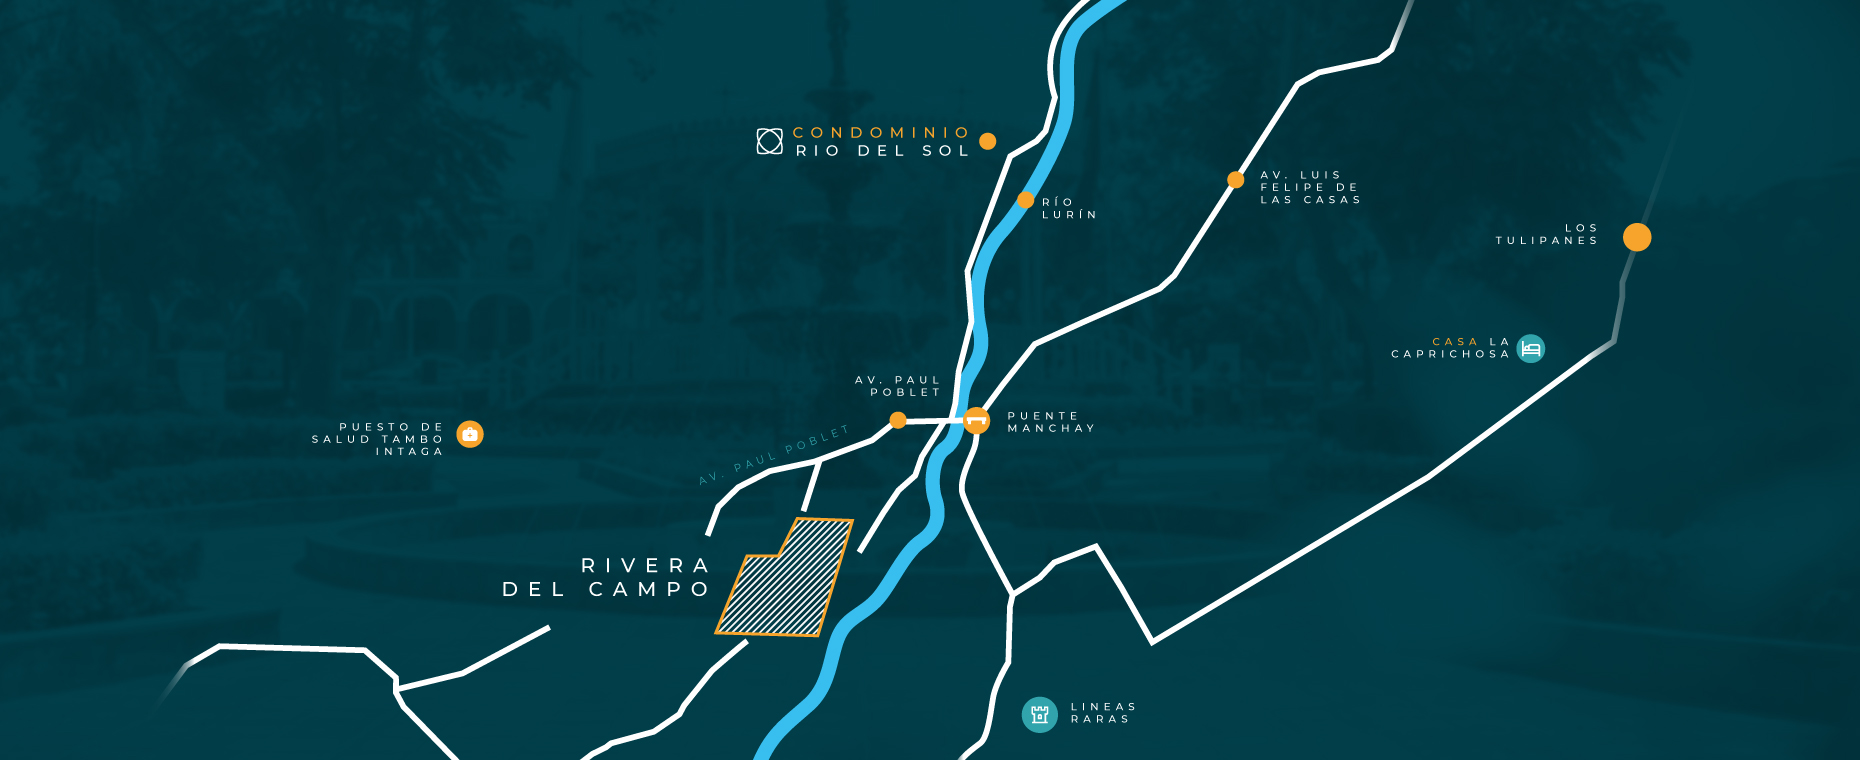 CONDOMINIO
RIO DEL SOL
RÍO
LURÍN
AV. LUIS
FELIPE DE
LAS CASAS
LOS
TULIPANES
CASA LA
CAPRICHOSA
AV. PAUL
POBLET
PUENTE
MANCHAY
PUESTO DE
SALUD TAMBO
INTAGA
AV. PAUL POBLET
RIVERA
DEL CAMPO
LINEAS
RARAS